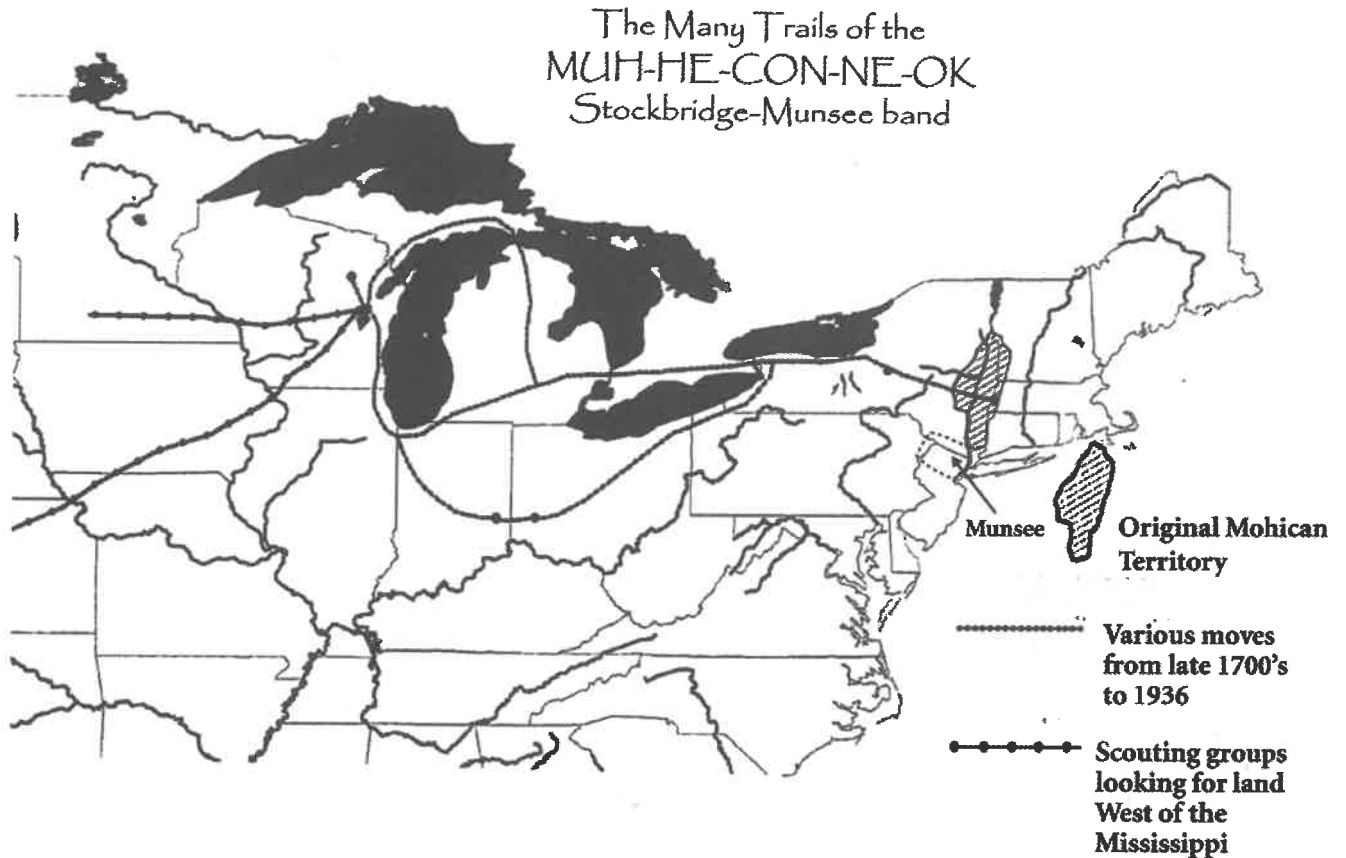 The Many Trails of the
MUH-HE-CON-NE-OK
Stockbridge-Munsee band
Munsee
Original Mohican
Territory
Various moves
from late 1700's
to 1936
Scouting groups
looking for land
West of the
Mississippi